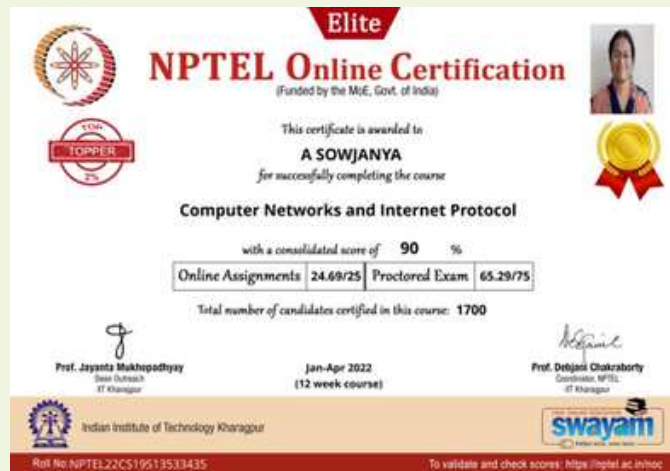 Elite
NPTEL Online Certification
(Funded by the MoE, Govt. of India)
This certificate is awarded to
A SOWJANYA
for successfully completing the course
TOP
TOPPER
2%
Computer Networks and Internet Protocol
with a consolidated score of 90 %
Online Assignments 24.69/25 Proctored Exam 65.29/75
Total number of candidates certified in this course: 1700
Prof. Jayanta Mukhopadhyay
Dean Outreach
IIT Kharagpur
Jan-Apr 2022
(12 week course)
Prof. Debjani Chakraborty
Coordinator, NPTEL
IIT Kharagpur
Indian Institute of Technology Kharagpur
swayam
Roll No:NPTEL22CS19S13533435
To validate and check scores: https://nptel.ac.in/noc